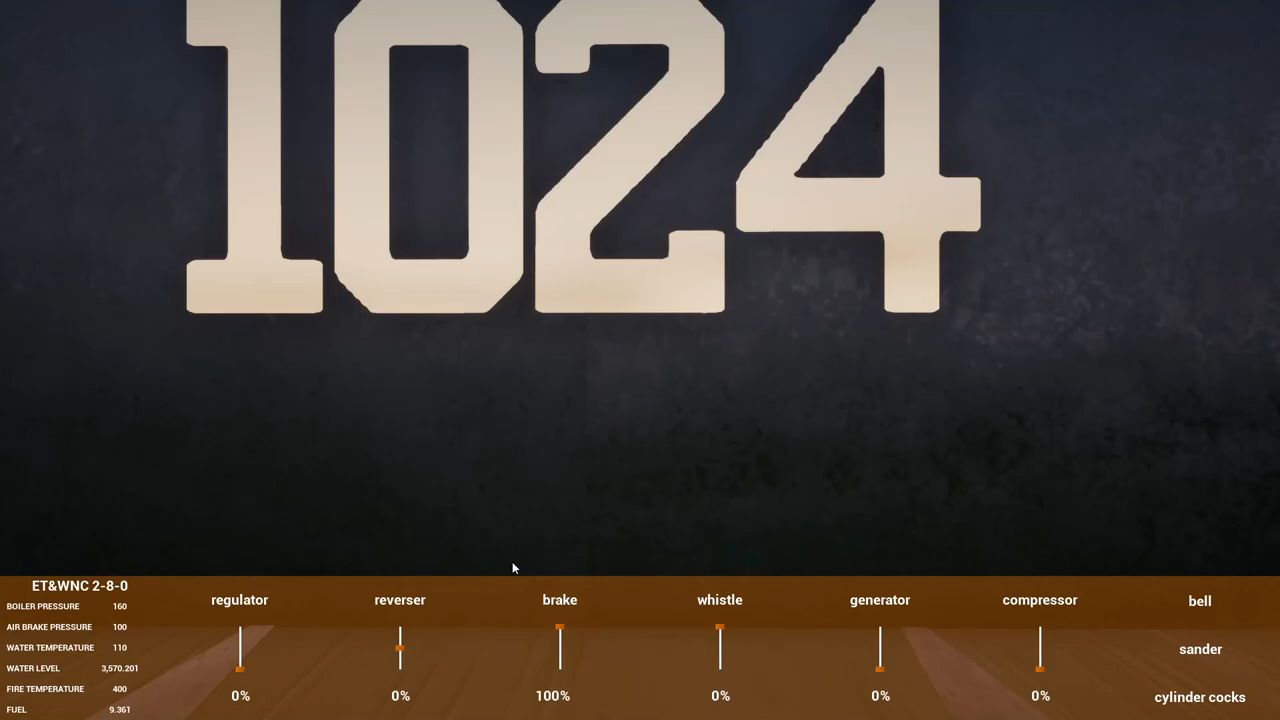 1024
ET&WNC 2-8-0
BOILER PRESSURE 160
AIR BRAKE PRESSURE 100
WATER TEMPERATURE 110
WATER LEVEL 3,570.201
FIRE TEMPERATURE 400
FUEL 9.361
regulator reverser brake whistle generator compressor bell
sander
0% 0% 100% 0% 0% 0% cylinder cocks